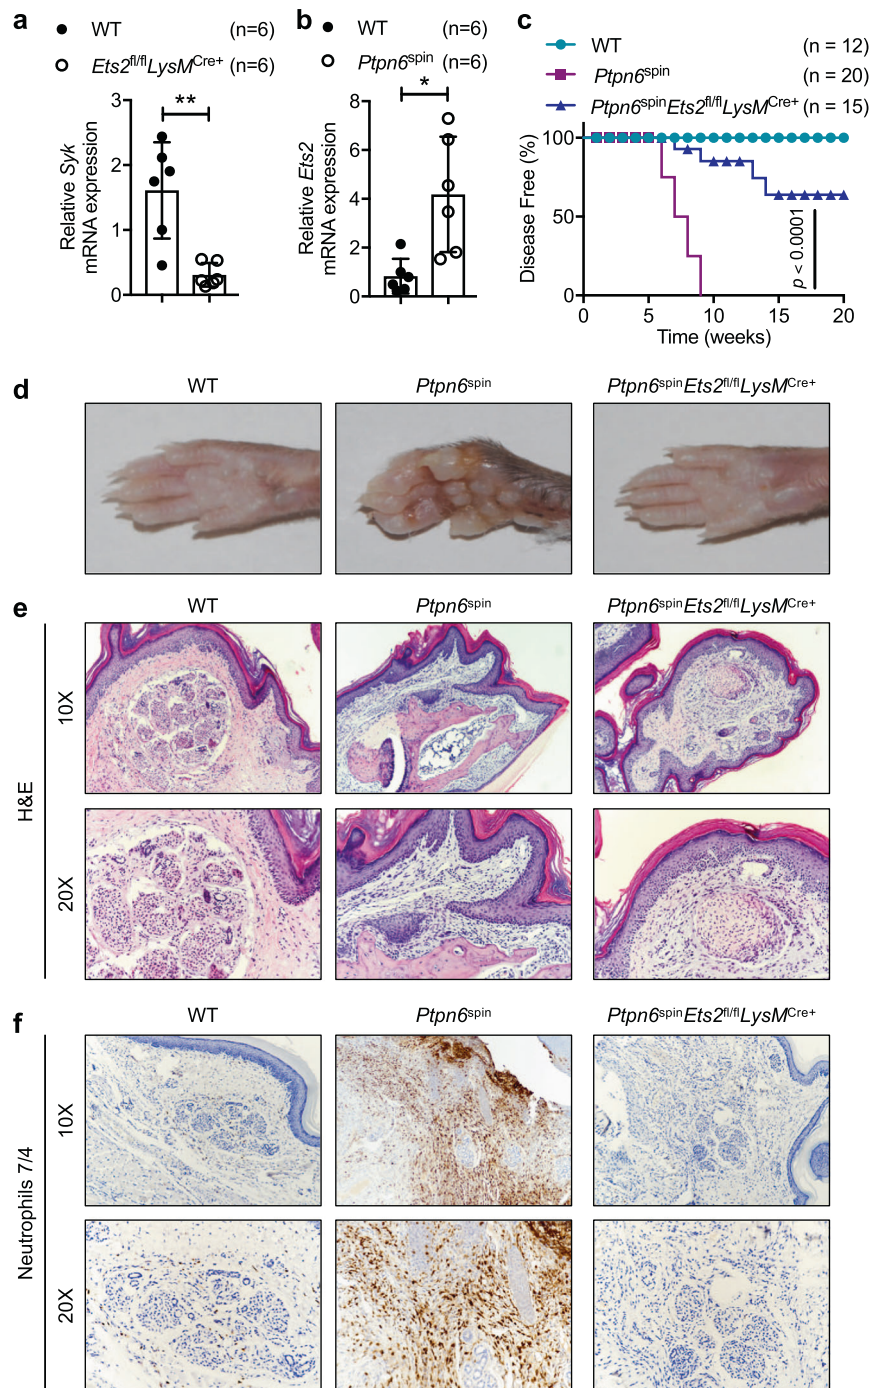 a
WT (n=6)
Ets2fl/flLysMCre+ (n=6)
**
Relative Syk
mRNA expression
3
2
1
0
b
WT (n=6)
Ptpn6spin (n=6)
*
Relative Ets2
mRNA expression
8
6
4
2
0
c
WT (n = 12)
Ptpn6spin (n = 20)
Ptpn6spinEts2fl/flLysMCre+ (n = 15)
Disease Free (%)
100
50
0
p < 0.0001
0 5 10 15 20
Time (weeks)
d
WT Ptpn6spin Ptpn6spinEts2fl/flLysMCre+
e
WT Ptpn6spin Ptpn6spinEts2fl/flLysMCre+
H&E
10X
20X
f
WT Ptpn6spin Ptpn6spinEts2fl/flLysMCre+
Neutrophils 7/4
10X
20X